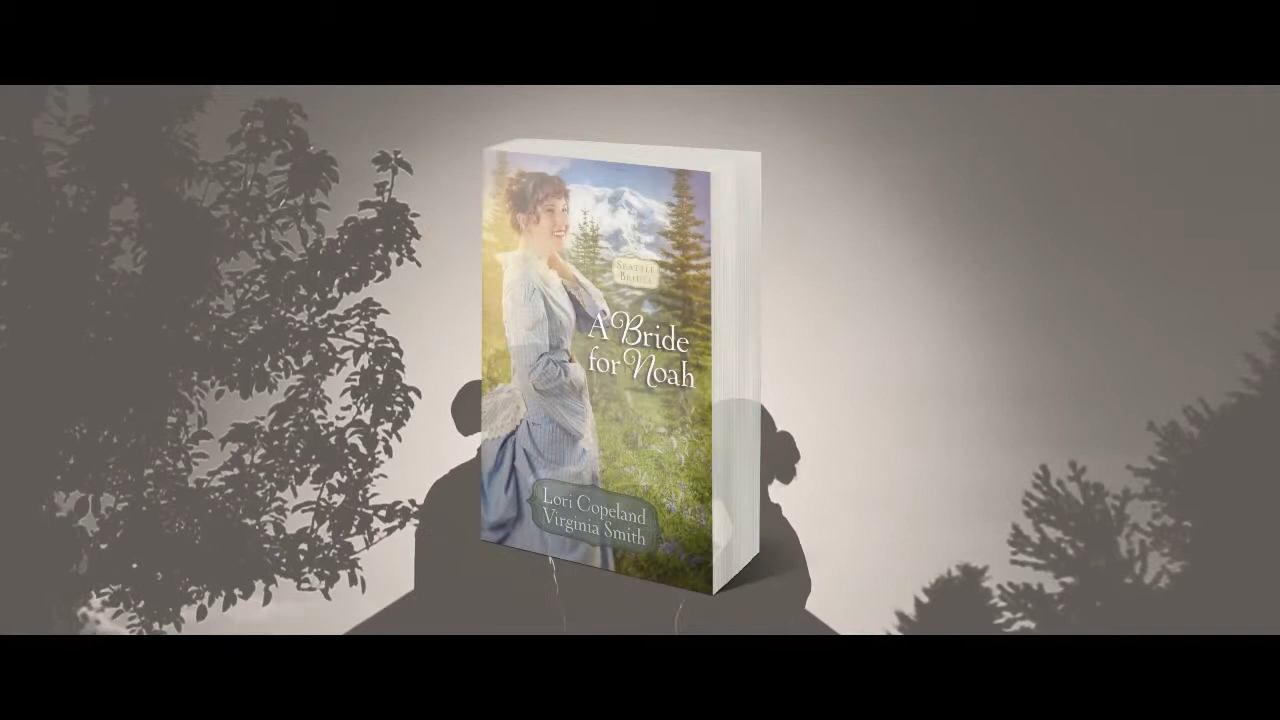 Seattle
Brides
A Bride
for Noah
Lori Copeland
Virginia Smith